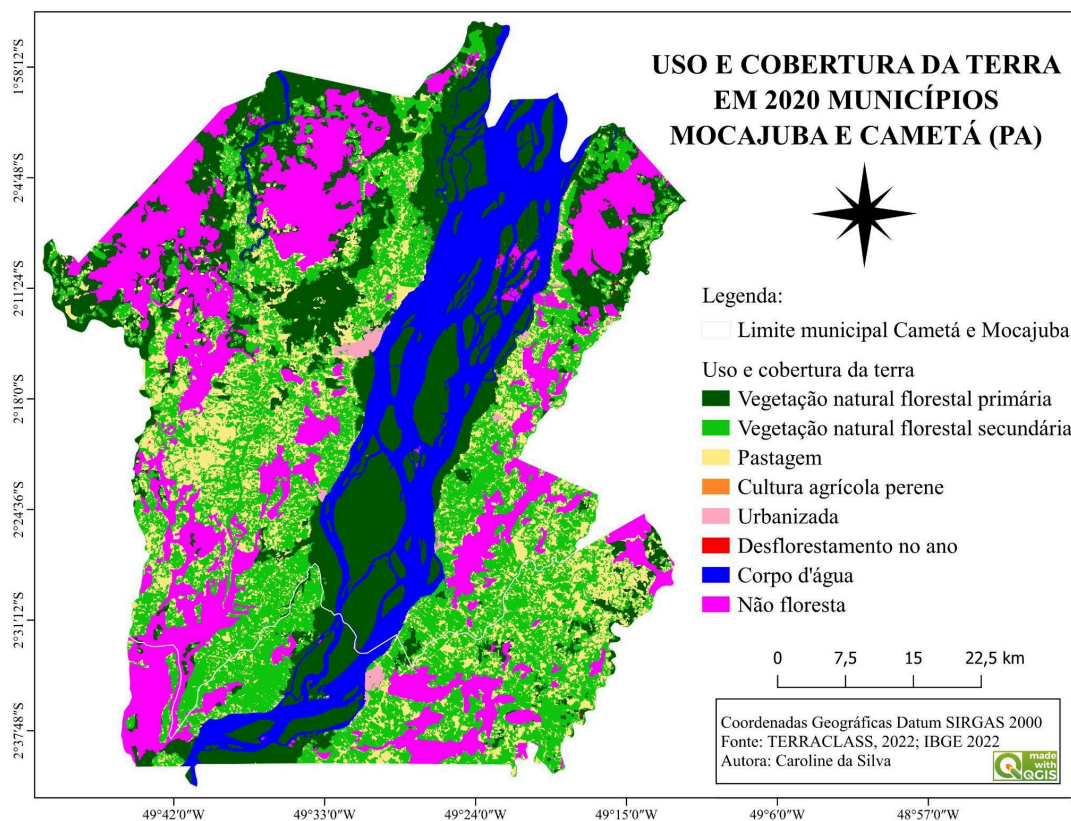 USO E COBERTURA DA TERRA
EM 2020 MUNICÍPIOS
MOCAJUBA E CAMETÁ (PA)
Legenda:
Limite municipal Cametá e Mocajuba
Uso e cobertura da terra
Vegetação natural florestal primária
Vegetação natural florestal secundária
Pastagem
Cultura agrícola perene
Urbanizada
Desflorestamento no ano
Corpo d'água
Não floresta
0 7,5 15 22,5 km
Coordenadas Geográficas Datum SIRGAS 2000
Fonte: TERRACLASS, 2022; IBGE 2022
Autora: Caroline da Silva
made
with
QGIS
1°58'12"S
2°4'48"S
2°11'24"S
2°18'0"S
2°24'36"S
2°31'12"S
2°37'48"S
49°42'0"W 49°33'0"W 49°24'0"W 49°15'0"W 49°6'0"W 48°57'0"W